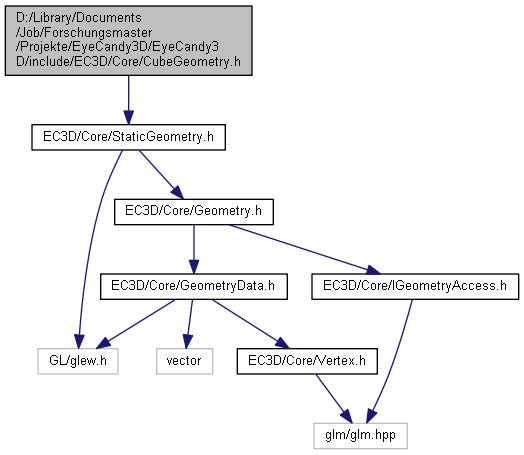 D:/Library/Documents
/Job/Forschungsmaster
/Projekte/EyeCandy3D/EyeCandy3
D/include/EC3D/Core/CubeGeometry.h
EC3D/Core/StaticGeometry.h
EC3D/Core/Geometry.h
EC3D/Core/GeometryData.h
EC3D/Core/IGeometryAccess.h
GL/glew.h
vector
EC3D/Core/Vertex.h
glm/glm.hpp